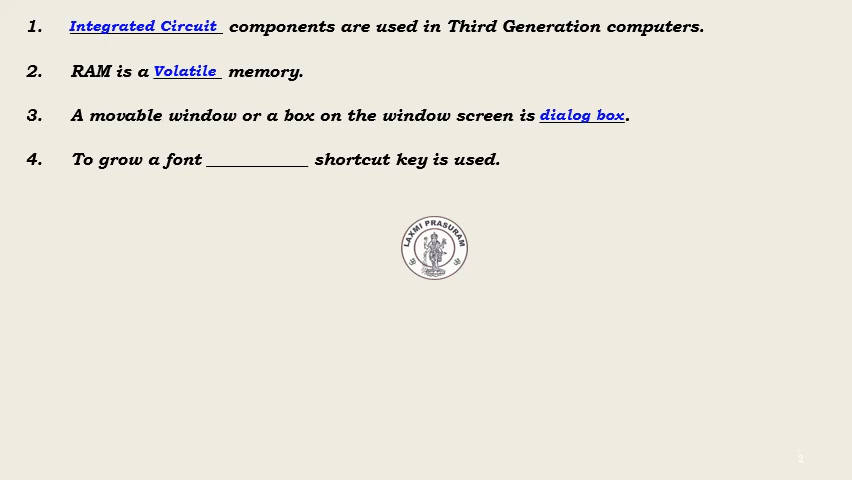 1. Integrated Circuit components are used in Third Generation computers.
2. RAM is a Volatile memory.
3. A movable window or a box on the window screen is dialog box.
4. To grow a font ____________ shortcut key is used.
LAXMI PRASURAM
2